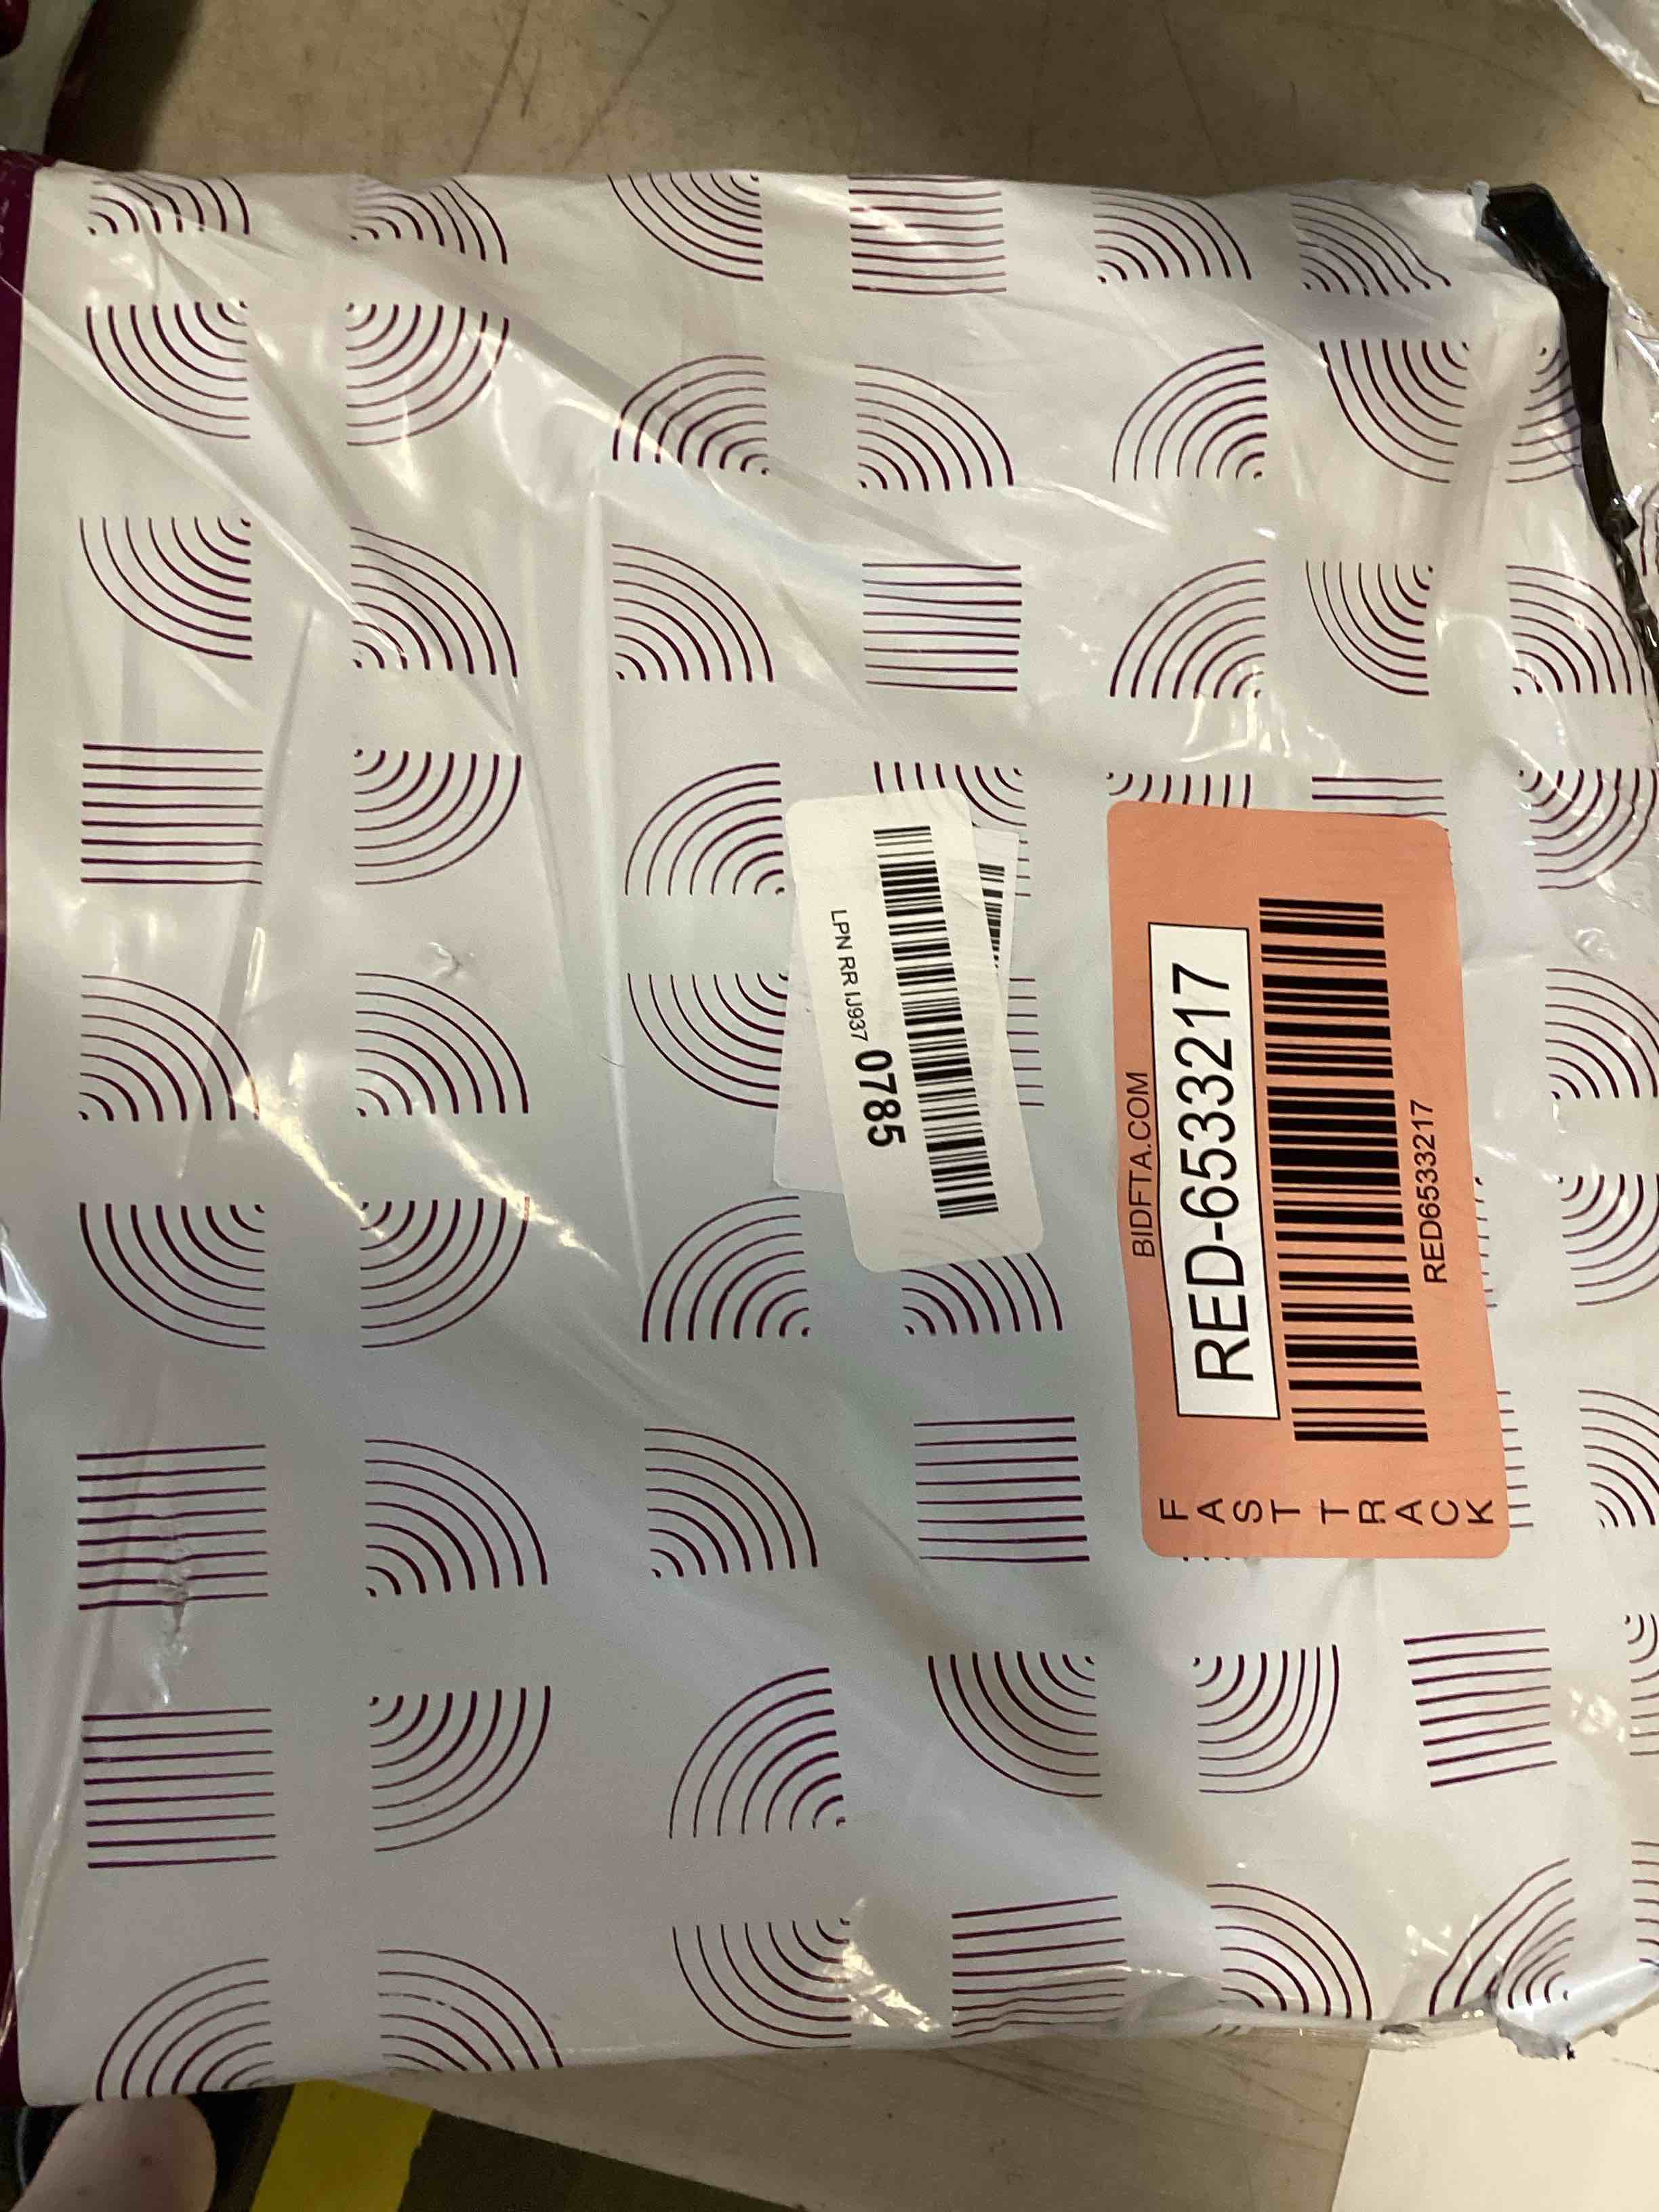 LPN RR IJ937 0785
BIDFTA.COM
RED-6533217
RED6533217
FAST TRACK